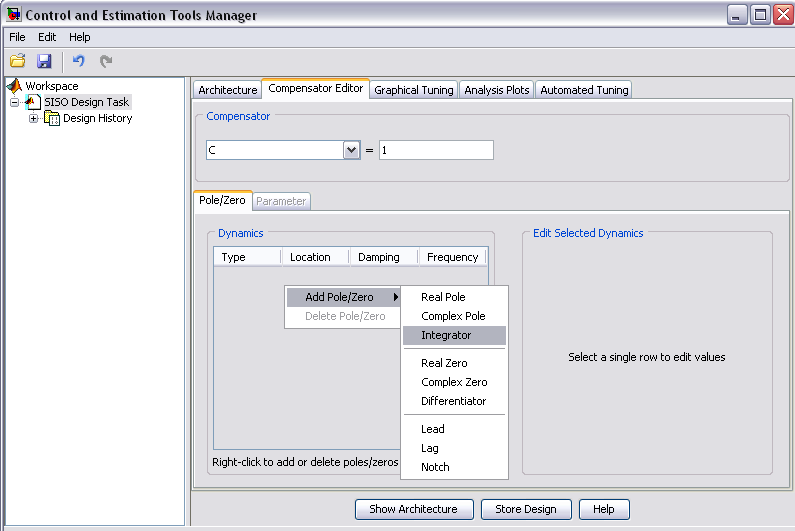 Control and Estimation Tools Manager
File Edit Help
Workspace
SISO Design Task
Design History
Architecture Compensator Editor Graphical Tuning Analysis Plots Automated Tuning
Compensator
C = 1
Pole/Zero Parameter
Dynamics
Type Location Damping Frequency
Add Pole/Zero
Delete Pole/Zero
Real Pole
Complex Pole
Integrator
Real Zero
Complex Zero
Differentiator
Lead
Lag
Notch
Right-click to add or delete poles/zeros
Edit Selected Dynamics
Select a single row to edit values
Show Architecture Store Design Help